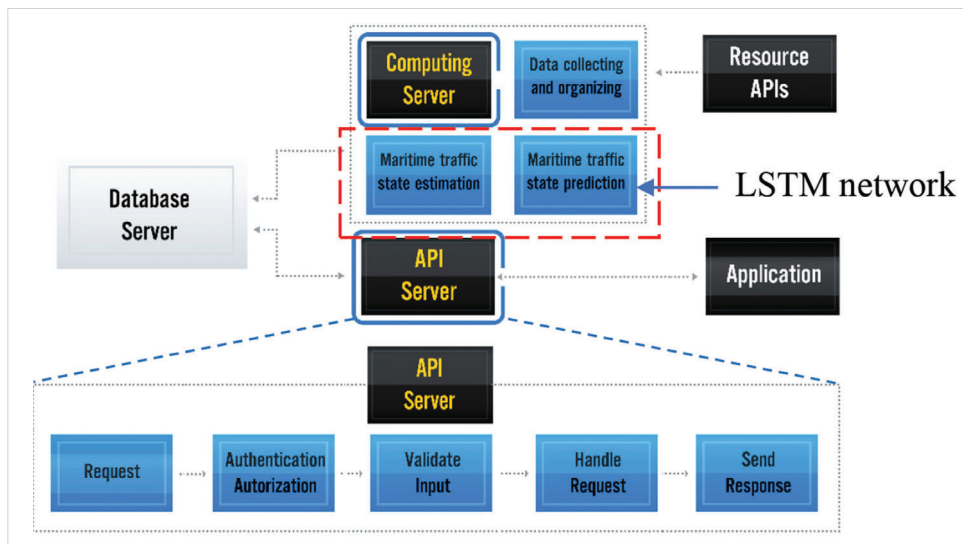 Computing
Server
Data collecting
and organizing
Resource
APIs
Maritime traffic
state estimation
Maritime traffic
state prediction
LSTM network
Database
Server
API
Server
Application
API
Server
Request
Authentication
Autorization
Validate
Input
Handle
Request
Send
Response